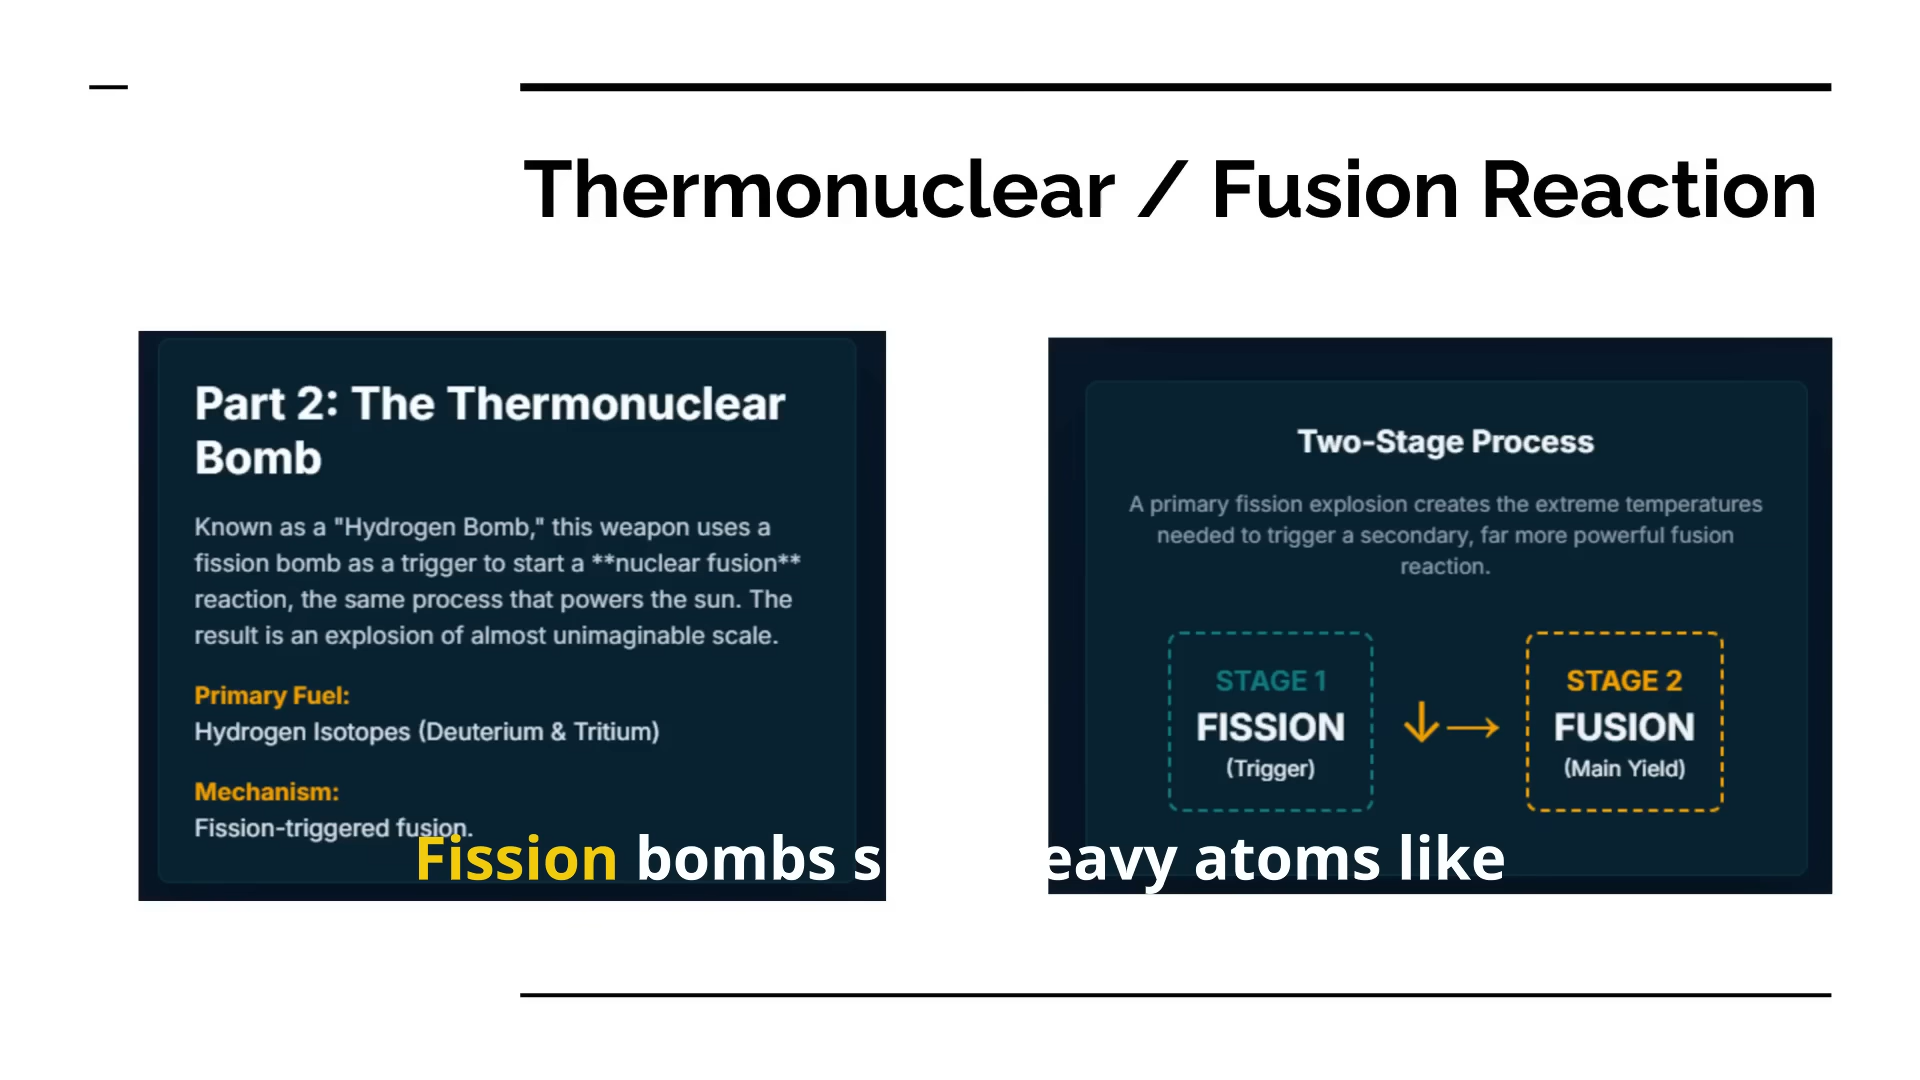 Thermonuclear / Fusion Reaction
Part 2: The Thermonuclear
Bomb
Known as a "Hydrogen Bomb," this weapon uses a
fission bomb as a trigger to start a **nuclear fusion**
reaction, the same process that powers the sun. The
result is an explosion of almost unimaginable scale.
Primary Fuel:
Hydrogen Isotopes (Deuterium & Tritium)
Mechanism:
Fission-triggered fusion.
Two-Stage Process
A primary fission explosion creates the extreme temperatures
needed to trigger a secondary, far more powerful fusion
reaction.
STAGE 1
FISSION
(Trigger)
STAGE 2
FUSION
(Main Yield)
Fission bombs s eavy atoms like